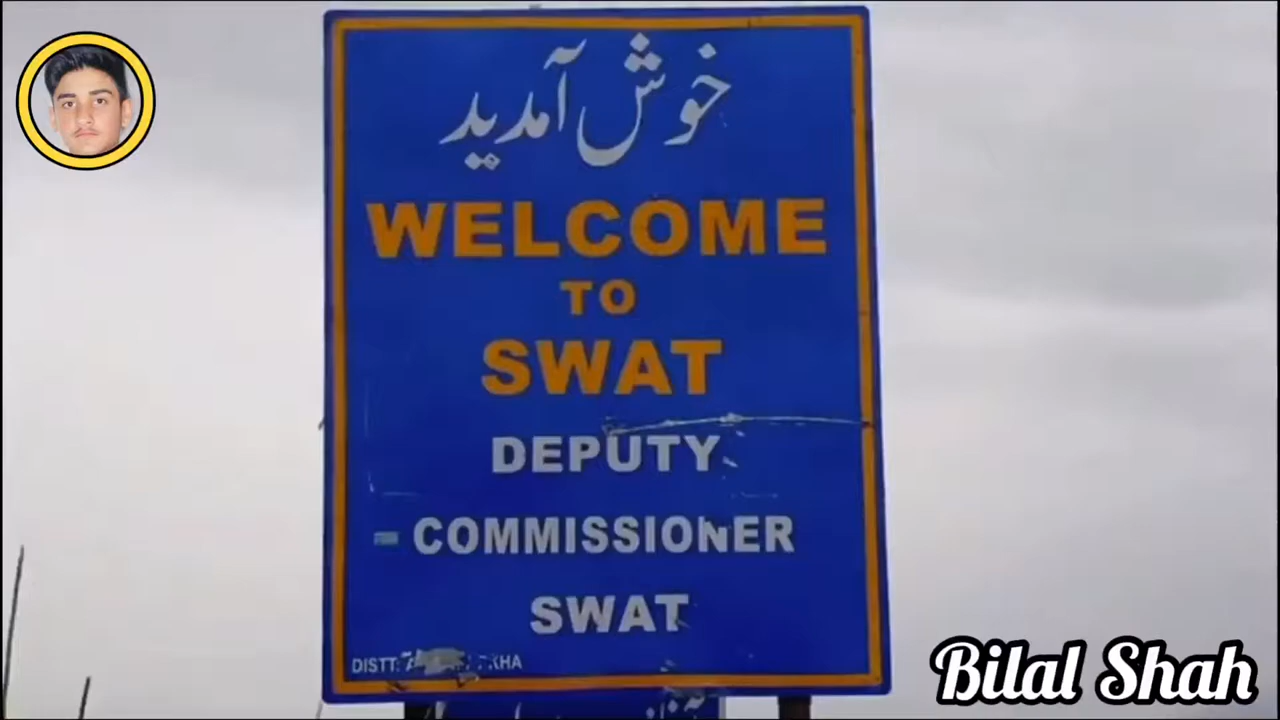 خوش آمدید
WELCOME
TO
SWAT
DEPUTY
COMMISSIONER
SWAT
DISTT:
Bilal Shah